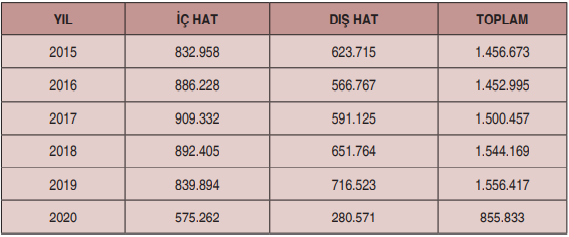 YIL İÇ HAT DIŞ HAT TOPLAM
2015 832.958 623.715 1.456.673
2016 886.228 566.767 1.452.995
2017 909.332 591.125 1.500.457
2018 892.405 651.764 1.544.169
2019 839.894 716.523 1.556.417
2020 575.262 280.571 855.833